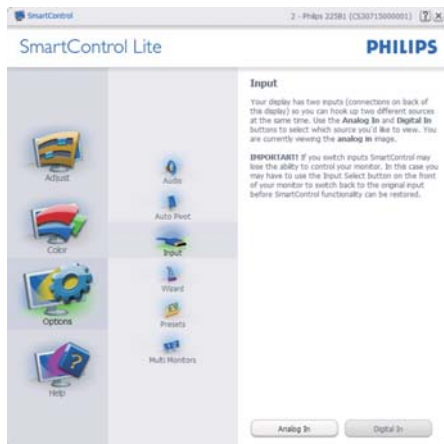 SmartControl
2 - Philips 225B1 (CS30715000001)
SmartControl Lite
PHILIPS
Adjust
Color
Options
Help
Audio
Auto Pivot
Input
Wizard
Presets
Multi Monitors
Input
Your display has two inputs (connections on back of
this display) so you can hook up two different sources
at the same time. Use the Analog In and Digital In
buttons to select which source you'd like to view. You
are currently viewing the analog in image.
IMPORTANT! If you switch inputs SmartControl may
lose the ability to control your monitor. In this case you
may have to use the Input Select button on the front
of your monitor to switch back to the original input
before SmartControl functionality can be restored.
Analog In
Digital In